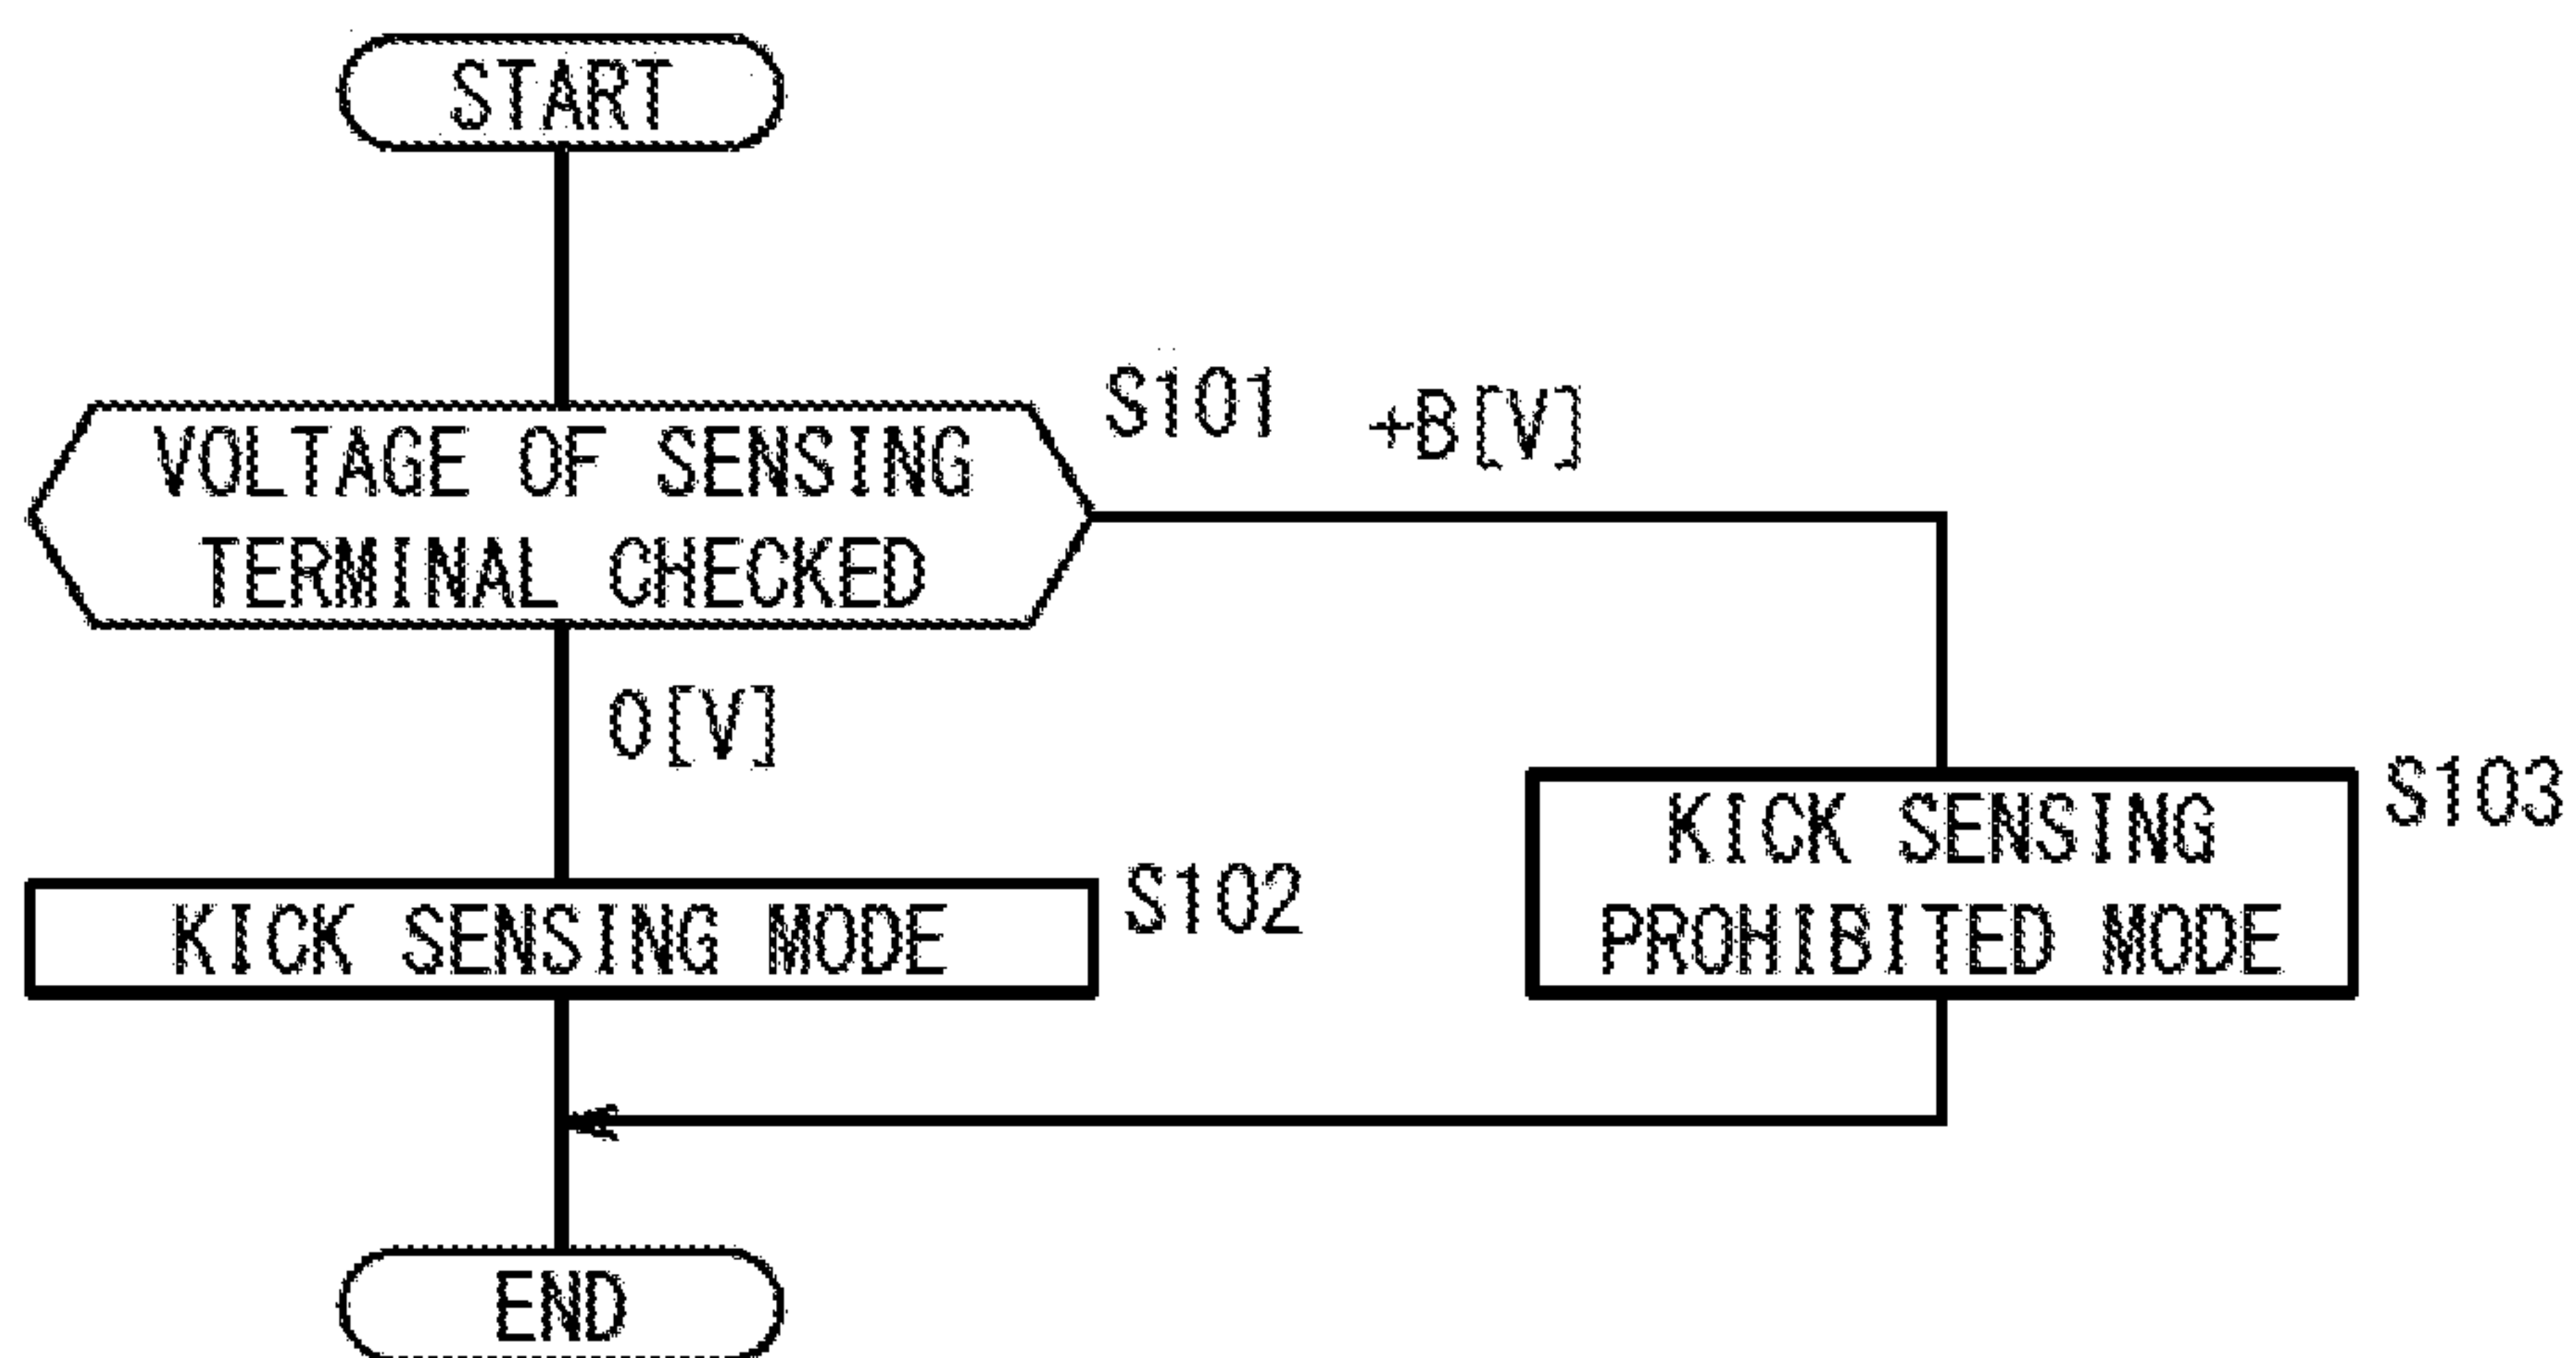 START
S101
+B[V]
VOLTAGE OF SENSING
TERMINAL CHECKED
0[V]
KICK SENSING
PROHIBITED MODE
S103
KICK SENSING MODE
S102
END